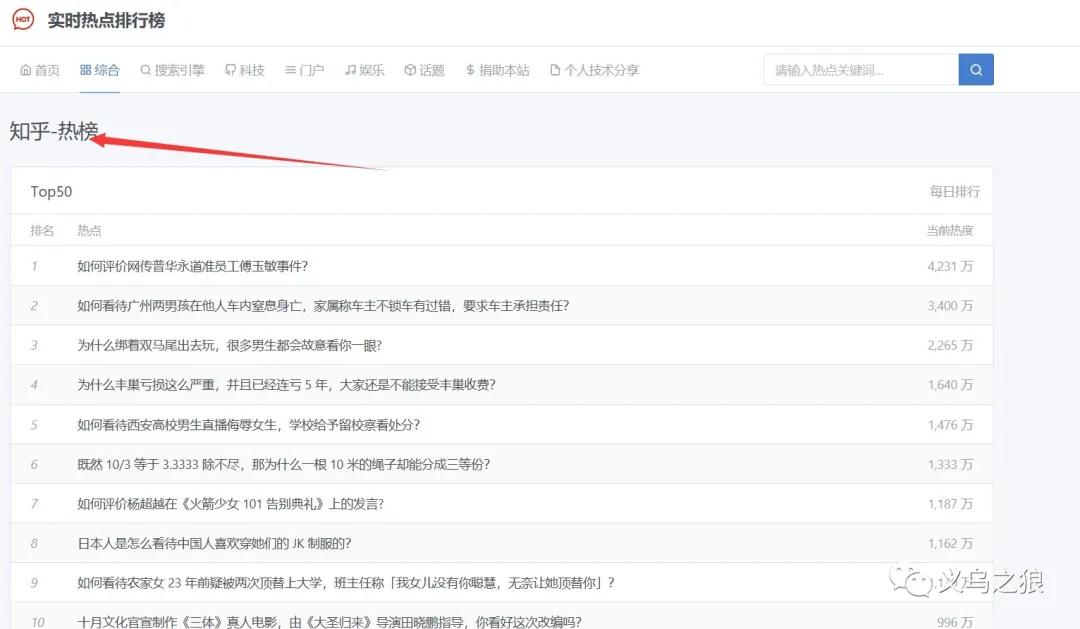 HOT 实时热点排行榜
首页 综合 搜索引擎 科技 门户 娱乐 话题 $ 捐助本站 个人技术分享 请输入热点关键词...
知乎-热榜
Top50 每日排行
排名 热点 当前热度
1 如何评价网传普华永道准员工傅玉敏事件? 4,231 万
2 如何看待广州两男孩在他人车内窒息身亡，家属称车主不锁车有过错，要求车主承担责任? 3,400 万
3 为什么绑着双马尾出去玩，很多男生都会故意看你一眼? 2,265 万
4 为什么丰巢亏损这么严重，并且已经连亏 5 年，大家还是不能接受丰巢收费? 1,640 万
5 如何看待西安高校男生直播侮辱女生，学校给予留校察看处分? 1,476 万
6 既然 10/3 等于 3.3333 除不尽，那为什么一根 10 米的绳子却能分成三等份? 1,333 万
7 如何评价杨超越在《火箭少女 101 告别典礼》上的发言? 1,187 万
8 日本人是怎么看待中国人喜欢穿她们的 JK 制服的? 1,162 万
9 如何看待农家女 23 年前疑被两次顶替上大学，班主任称「我女儿没有你聪慧，无奈让她顶替你」?
义乌之狼
10 十月文化官宣制作《三体》真人电影，由《大圣归来》导演田晓鹏指导，你看好这次改编吗? 996 万